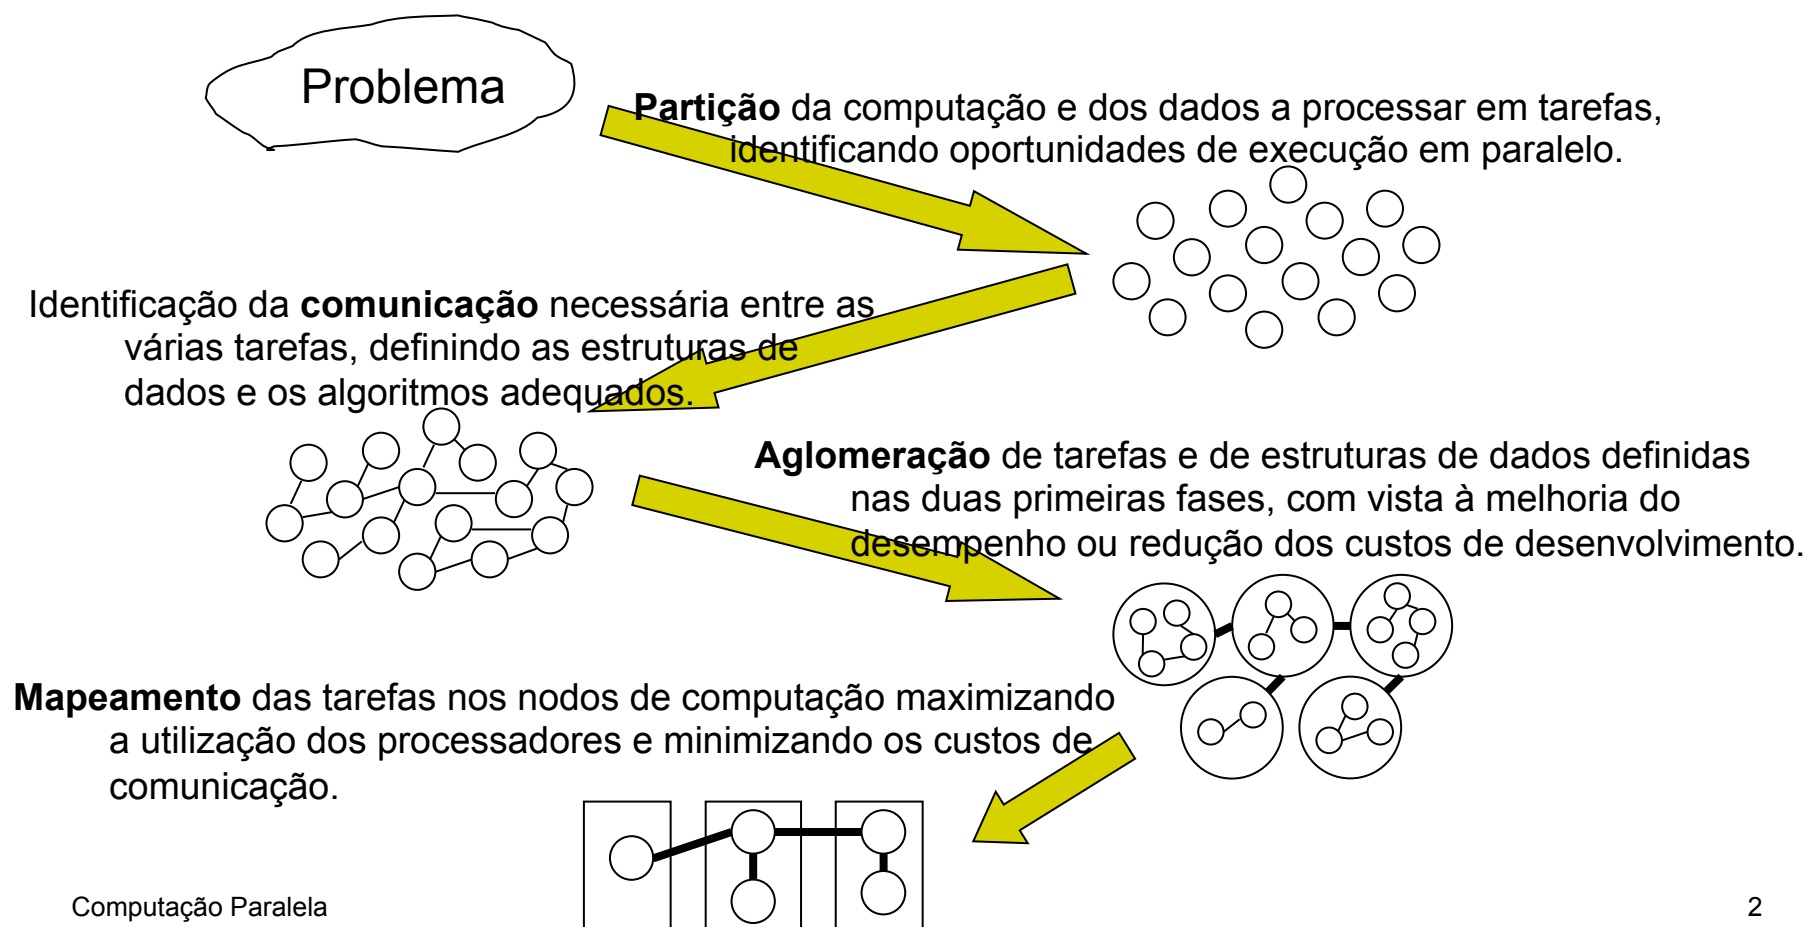 Problema
Partição da computação e dos dados a processar em tarefas,
identificando oportunidades de execução em paralelo.
Identificação da comunicação necessária entre as
várias tarefas, definindo as estruturas de
dados e os algoritmos adequados.
Aglomeração de tarefas e de estruturas de dados definidas
nas duas primeiras fases, com vista à melhoria do
desempenho ou redução dos custos de desenvolvimento.
Mapeamento das tarefas nos nodos de computação maximizando
a utilização dos processadores e minimizando os custos de
comunicação.
Computação Paralela
2